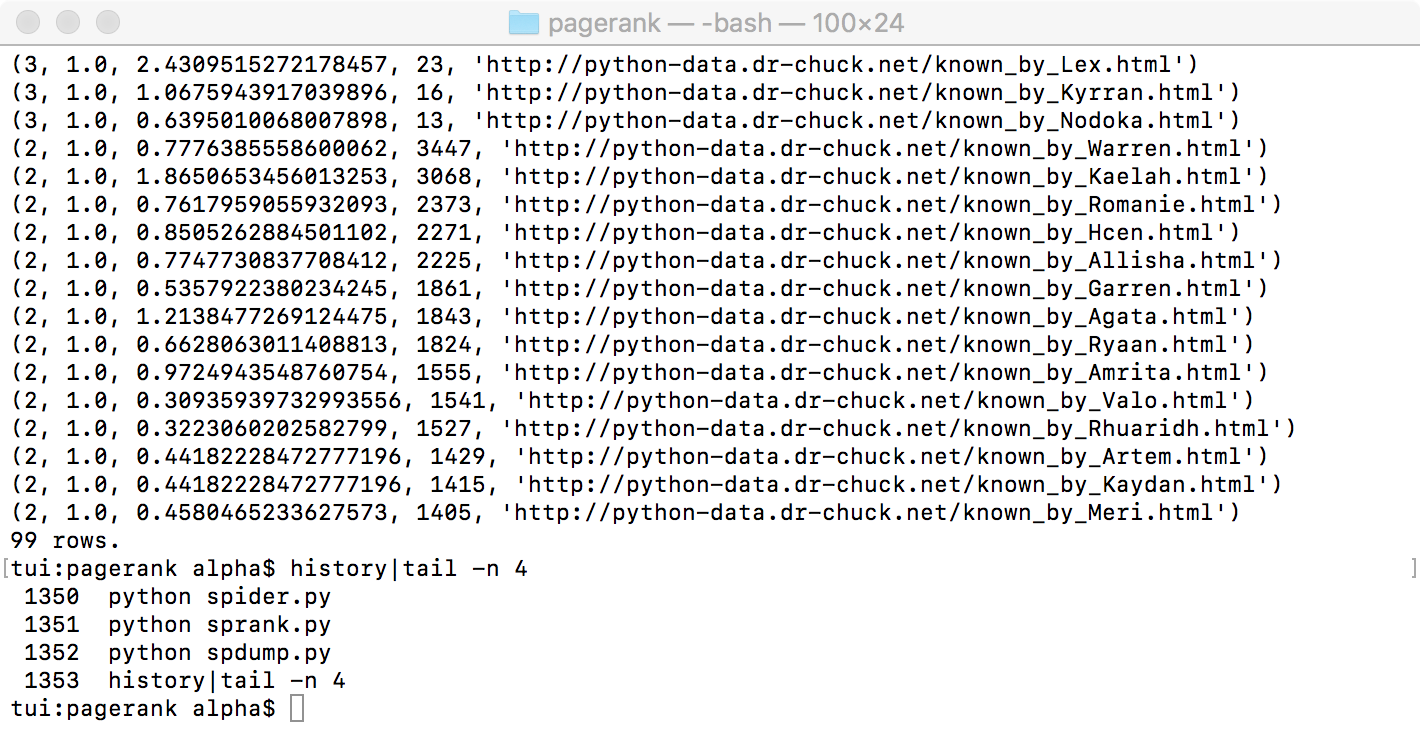 pagerank — -bash — 100×24
(3, 1.0, 2.4309515272178457, 23, 'http://python-data.dr-chuck.net/known_by_Lex.html')
(3, 1.0, 1.0675943917039896, 16, 'http://python-data.dr-chuck.net/known_by_Kyrran.html')
(3, 1.0, 0.6395010068007898, 13, 'http://python-data.dr-chuck.net/known_by_Nodoka.html')
(2, 1.0, 0.7776385558600062, 3447, 'http://python-data.dr-chuck.net/known_by_Warren.html')
(2, 1.0, 1.8650653456013253, 3068, 'http://python-data.dr-chuck.net/known_by_Kaelah.html')
(2, 1.0, 0.7617959055932093, 2373, 'http://python-data.dr-chuck.net/known_by_Romanie.html')
(2, 1.0, 0.8505262884501102, 2271, 'http://python-data.dr-chuck.net/known_by_Hcen.html')
(2, 1.0, 0.7747730837708412, 2225, 'http://python-data.dr-chuck.net/known_by_Allisha.html')
(2, 1.0, 0.5357922380234245, 1861, 'http://python-data.dr-chuck.net/known_by_Garren.html')
(2, 1.0, 1.2138477269124475, 1843, 'http://python-data.dr-chuck.net/known_by_Agata.html')
(2, 1.0, 0.6628063011408813, 1824, 'http://python-data.dr-chuck.net/known_by_Ryaan.html')
(2, 1.0, 0.9724943548760754, 1555, 'http://python-data.dr-chuck.net/known_by_Amrita.html')
(2, 1.0, 0.30935939732993556, 1541, 'http://python-data.dr-chuck.net/known_by_Valo.html')
(2, 1.0, 0.3223060202582799, 1527, 'http://python-data.dr-chuck.net/known_by_Rhuaridh.html')
(2, 1.0, 0.44182228472777196, 1429, 'http://python-data.dr-chuck.net/known_by_Artem.html')
(2, 1.0, 0.44182228472777196, 1415, 'http://python-data.dr-chuck.net/known_by_Kaydan.html')
(2, 1.0, 0.4580465233627573, 1405, 'http://python-data.dr-chuck.net/known_by_Meri.html')
99 rows.
[tui:pagerank alpha$ history|tail -n 4 ]
1350 python spider.py
1351 python sprank.py
1352 python spdump.py
1353 history|tail -n 4
tui:pagerank alpha$